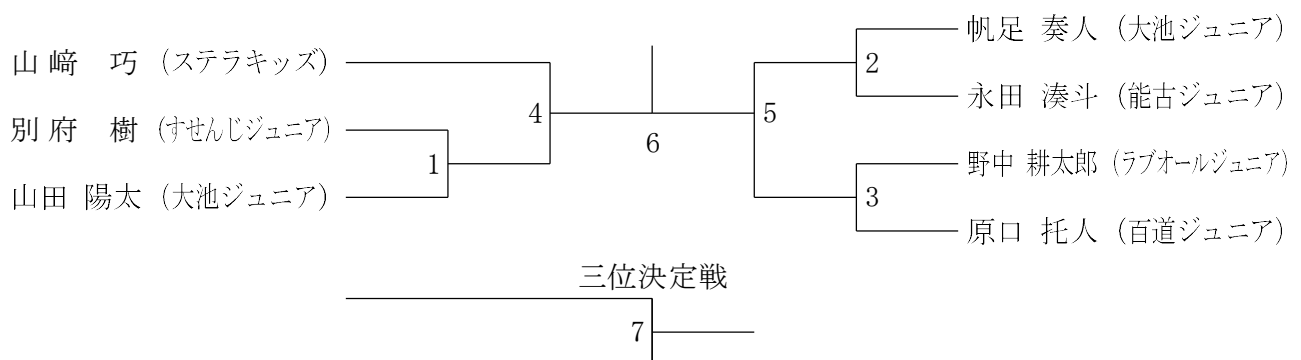 山﨑 巧 (ステラキッズ)
別府 樹 (すせんじジュニア)
山田 陽太 (大池ジュニア)
1
4
6
5
2
3
帆足 奏人 (大池ジュニア)
永田 湊斗 (能古ジュニア)
野中 耕太郎 (ラブオールジュニア)
原口 托人 (百道ジュニア)
三位決定戦
7